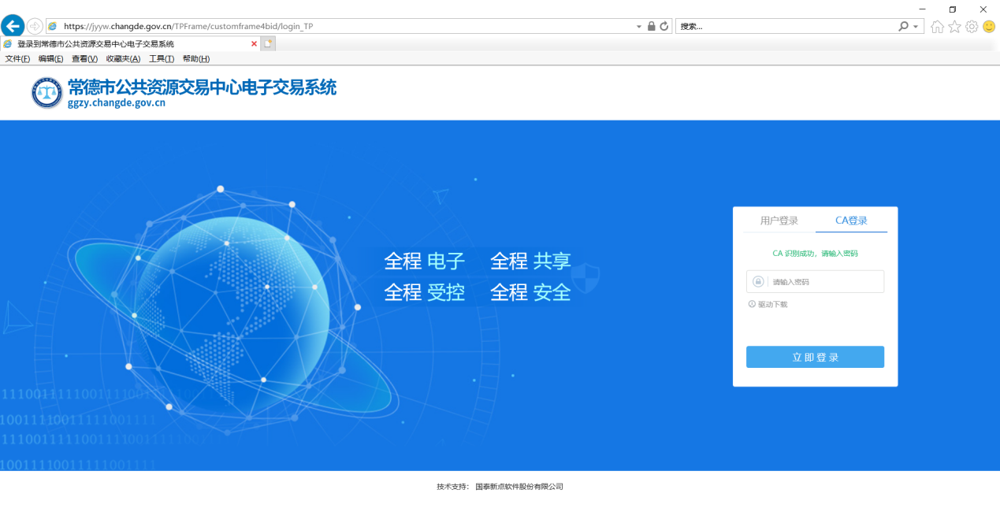 https://jyyw.changde.gov.cn/TPFrame/customframe4bid/login_TP
搜索...
登录到常德市公共资源交易中心电子交易系统
文件(F) 编辑(E) 查看(V) 收藏夹(A) 工具(T) 帮助(H)
常德市公共资源交易中心电子交易系统
ggzy.changde.gov.cn
用户登录 CA登录
CA 识别成功，请输入密码
全程 电子 全程 共享
请输入密码
全程 受控 全程 安全
驱动下载
立即登录
技术支持： 国泰新点软件股份有限公司